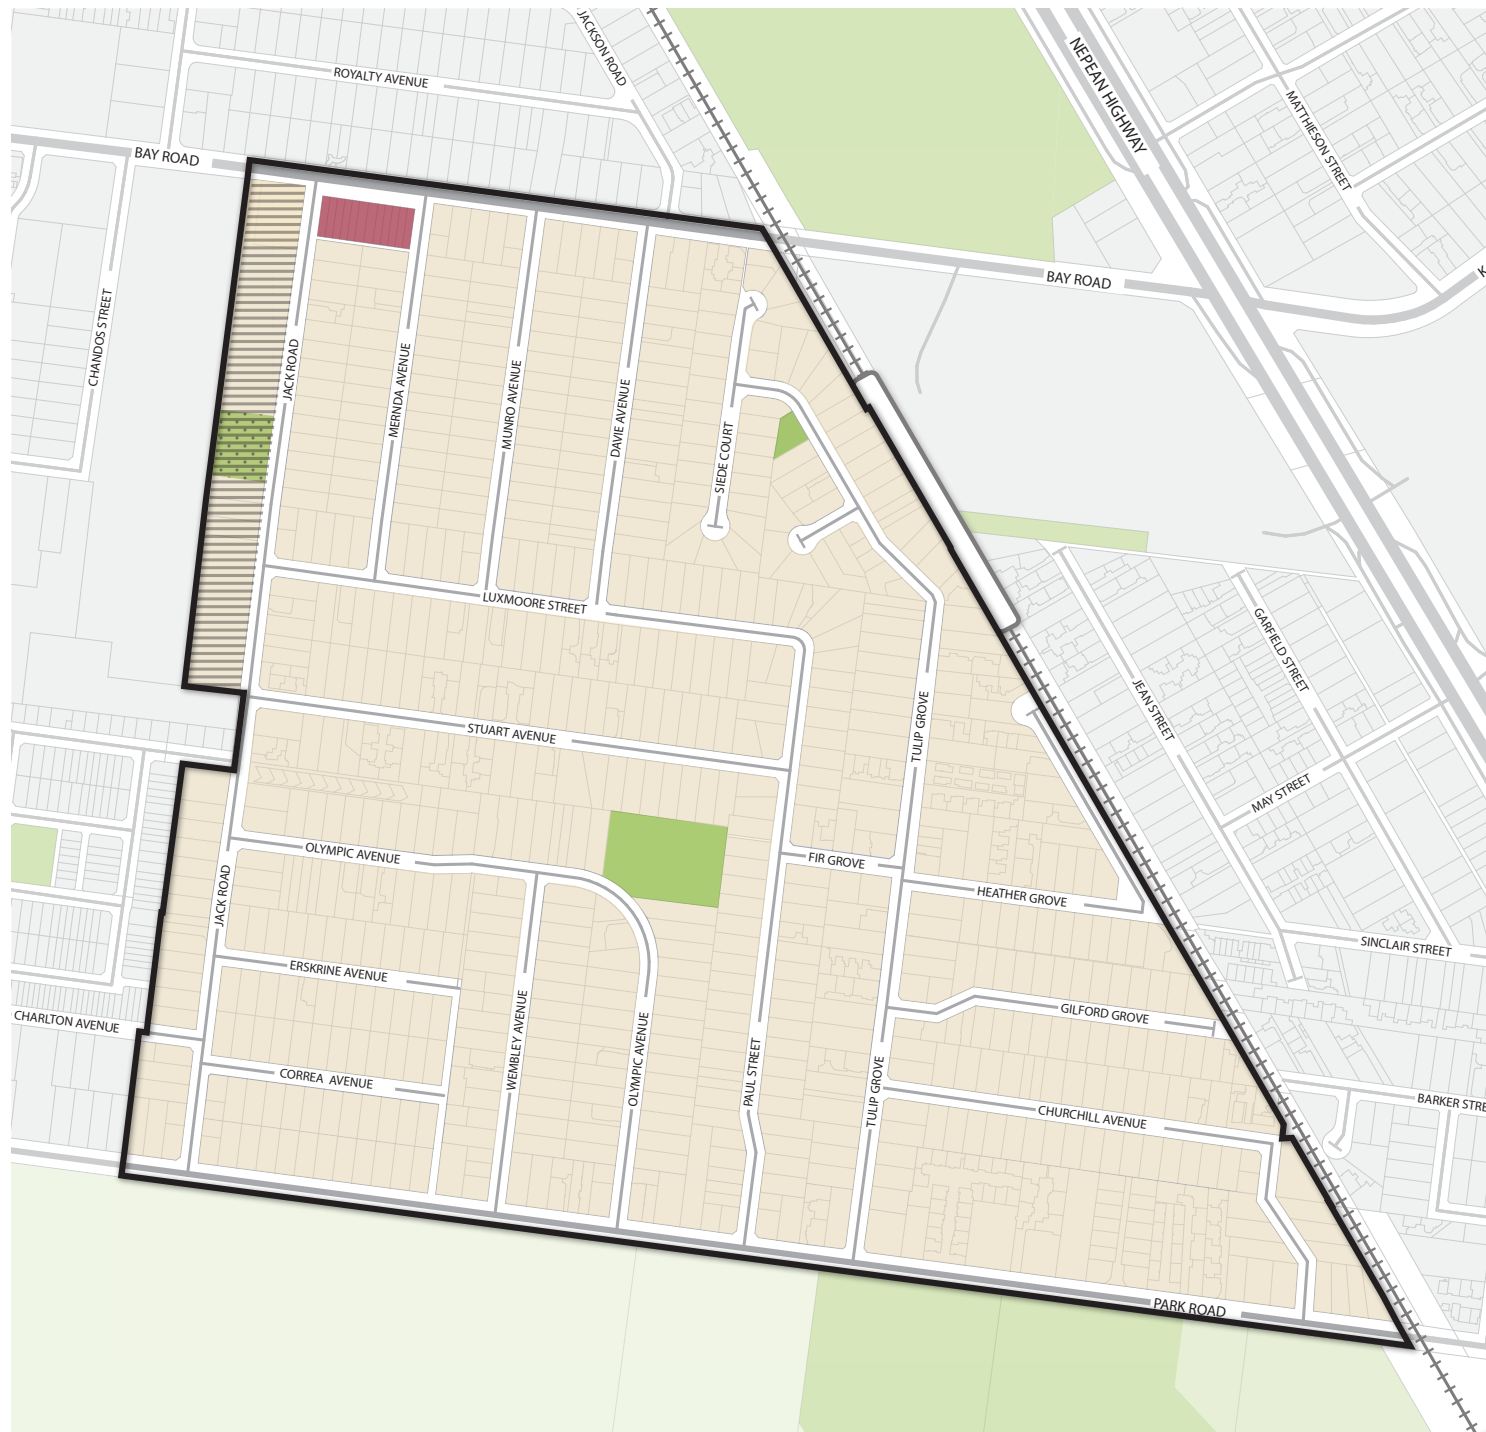 JACKSON ROAD
NEPEAN HIGHWAY
ROYALTY AVENUE
MATTHIESON STREET
BAY ROAD
BAY ROAD
K
CHANDOS STREET
JACK ROAD
MERNDA AVENUE
MUNRO AVENUE
DAVIE AVENUE
SIEDE COURT
LUXMOORE STREET
GARFIELD STREET
JEAN STREET
TULIP GROVE
STUART AVENUE
MAY STREET
OLYMPIC AVENUE
FIR GROVE
JACK ROAD
HEATHER GROVE
SINCLAIR STREET
ERSKRINE AVENUE
CHARLTON AVENUE
GILFORD GROVE
WEMBLEY AVENUE
OLYMPIC AVENUE
PAUL STREET
CORREA AVENUE
TULIP GROVE
CHURCHILL AVENUE
BARKER STRE
PARK ROAD